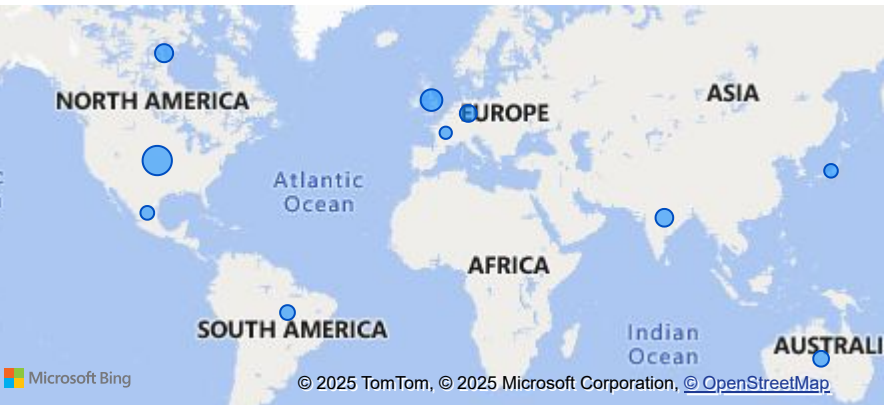 ASIA
NORTH AMERICA
EUROPE
Atlantic
Ocean
AFRICA
SOUTH AMERICA
Indian
Ocean
AUSTRALI
Microsoft Bing
© 2025 TomTom, © 2025 Microsoft Corporation, © OpenStreetMap